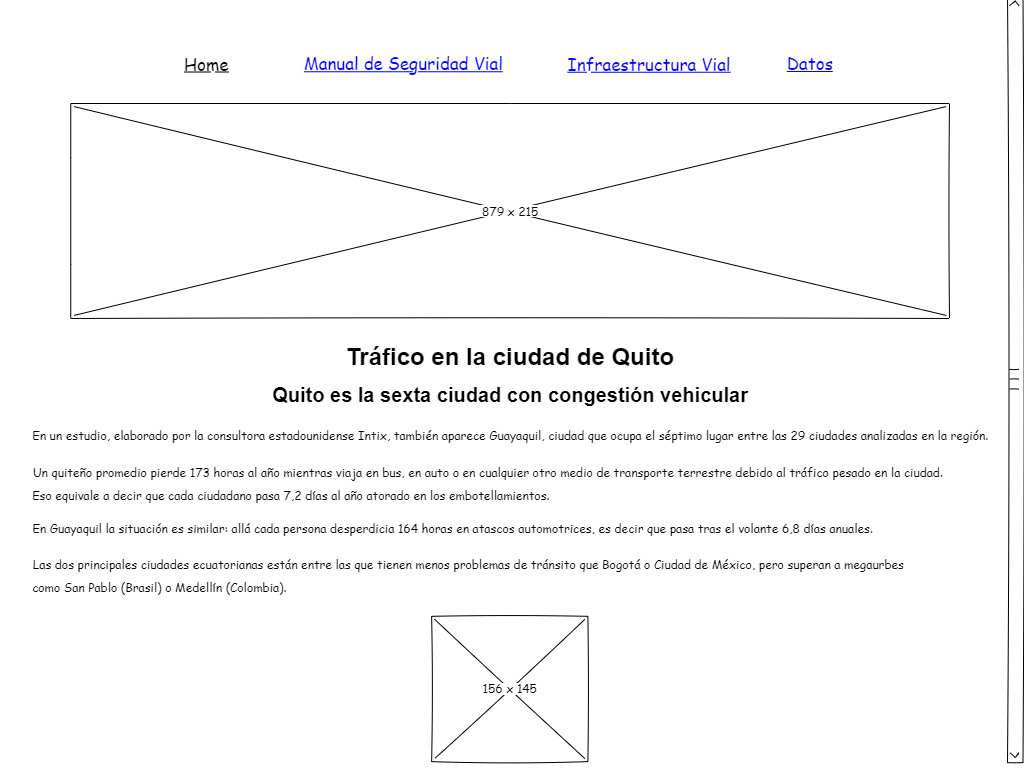 Home Manual de Seguridad Vial Infraestructura Vial Datos
879 x 215
Tráfico en la ciudad de Quito
Quito es la sexta ciudad con congestión vehicular
En un estudio, elaborado por la consultora estadounidense Intix, también aparece Guayaquil, ciudad que ocupa el séptimo lugar entre las 29 ciudades analizadas en la región.
Un quiteño promedio pierde 173 horas al año mientras viaja en bus, en auto o en cualquier otro medio de transporte terrestre debido al tráfico pesado en la ciudad.
Eso equivale a decir que cada ciudadano pasa 7,2 días al año atorado en los embotellamientos.
En Guayaquil la situación es similar: allá cada persona desperdicia 164 horas en atascos automotrices, es decir que pasa tras el volante 6,8 días anuales.
Las dos principales ciudades ecuatorianas están entre las que tienen menos problemas de tránsito que Bogotá o Ciudad de México, pero superan a megaurbes
como San Pablo (Brasil) o Medellín (Colombia).
156 x 145